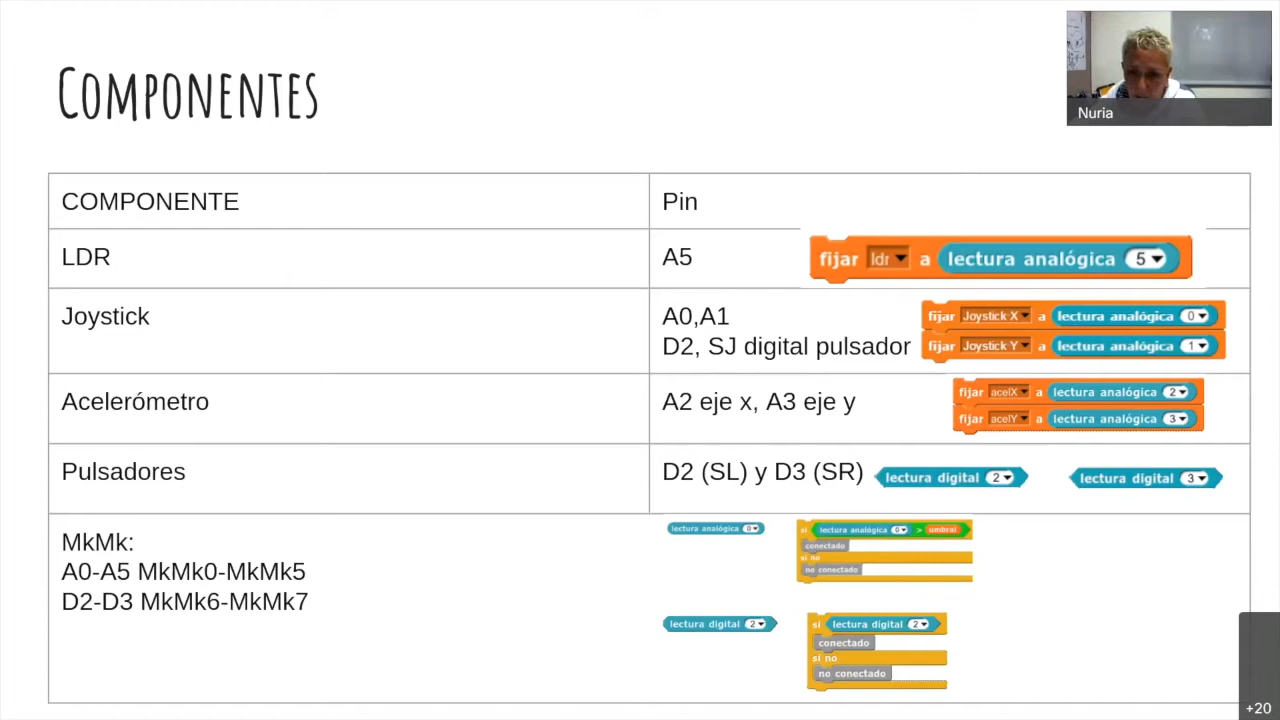 COMPONENTES
Nuria
COMPONENTE
Pin
LDR
A5
fijar ldr a lectura analógica 5
Joystick
A0,A1
D2, SJ digital pulsador
fijar Joystick X a lectura analógica 0
fijar Joystick Y a lectura analógica 1
Acelerómetro
A2 eje x, A3 eje y
fijar acelX a lectura analógica 2
fijar acelY a lectura analógica 3
Pulsadores
D2 (SL) y D3 (SR)
lectura digital 2
lectura digital 3
MkMk:
A0-A5 MkMk0-MkMk5
D2-D3 MkMk6-MkMk7
lectura analógica 0
si lectura analógica 0 > umbral
conectado
si no
no conectado
lectura digital 2
si lectura digital 2
conectado
si no
no conectado
+20